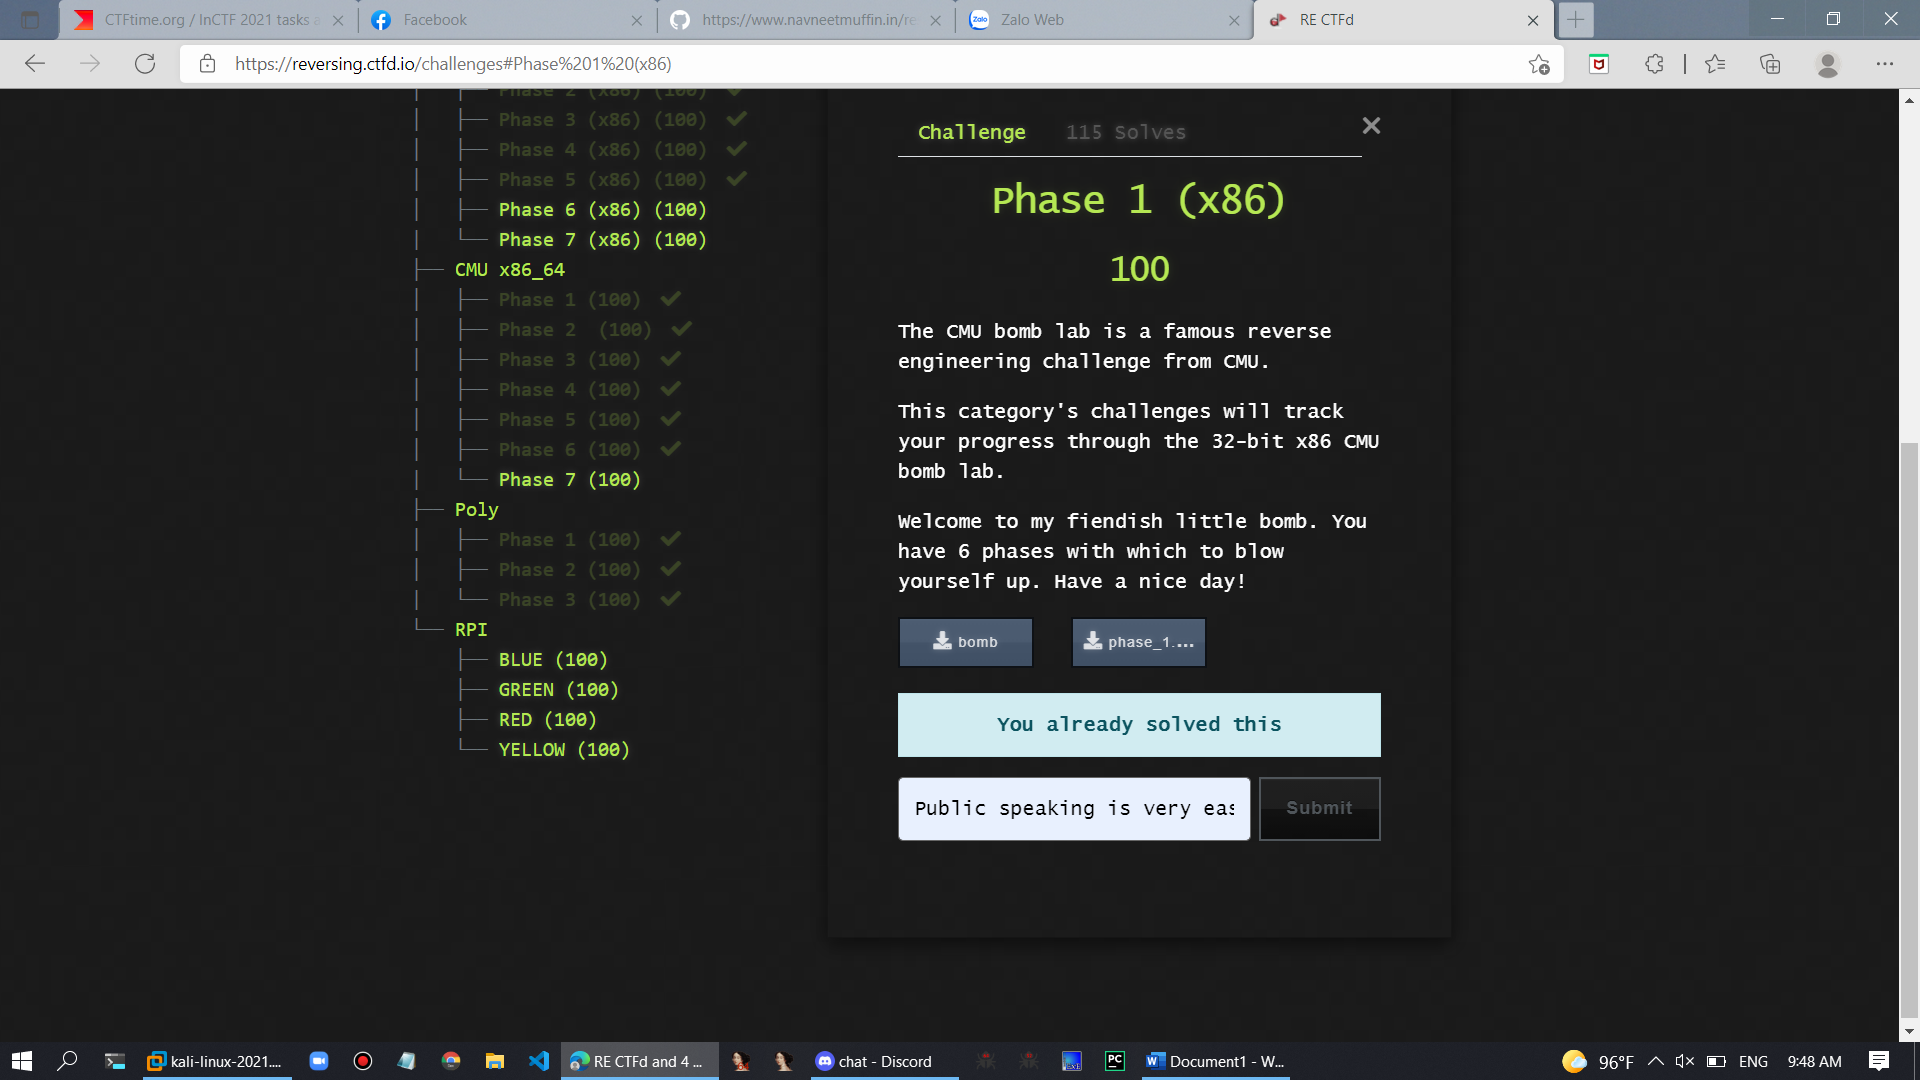 CTFtime.org / InCTF 2021 tasks a
Facebook
https://www.navneetmuffin.in/re
Zalo Web
RE CTFd
https://reversing.ctfd.io/challenges#Phase%201%20(x86)
Phase 2 (x86) (100)
Phase 3 (x86) (100)
Phase 4 (x86) (100)
Phase 5 (x86) (100)
Phase 6 (x86) (100)
Phase 7 (x86) (100)
CMU x86_64
Phase 1 (100)
Phase 2 (100)
Phase 3 (100)
Phase 4 (100)
Phase 5 (100)
Phase 6 (100)
Phase 7 (100)
Poly
Phase 1 (100)
Phase 2 (100)
Phase 3 (100)
RPI
BLUE (100)
GREEN (100)
RED (100)
YELLOW (100)
Challenge
115 Solves
Phase 1 (x86)
100
The CMU bomb lab is a famous reverse
engineering challenge from CMU.
This category's challenges will track
your progress through the 32-bit x86 CMU
bomb lab.
Welcome to my fiendish little bomb. You
have 6 phases with which to blow
yourself up. Have a nice day!
bomb
phase_1....
You already solved this
Public speaking is very eas
Submit
kali-linux-2021....
RE CTFd and 4 ...
chat - Discord
PC
Document1 - W...
96°F
ENG
9:48 AM